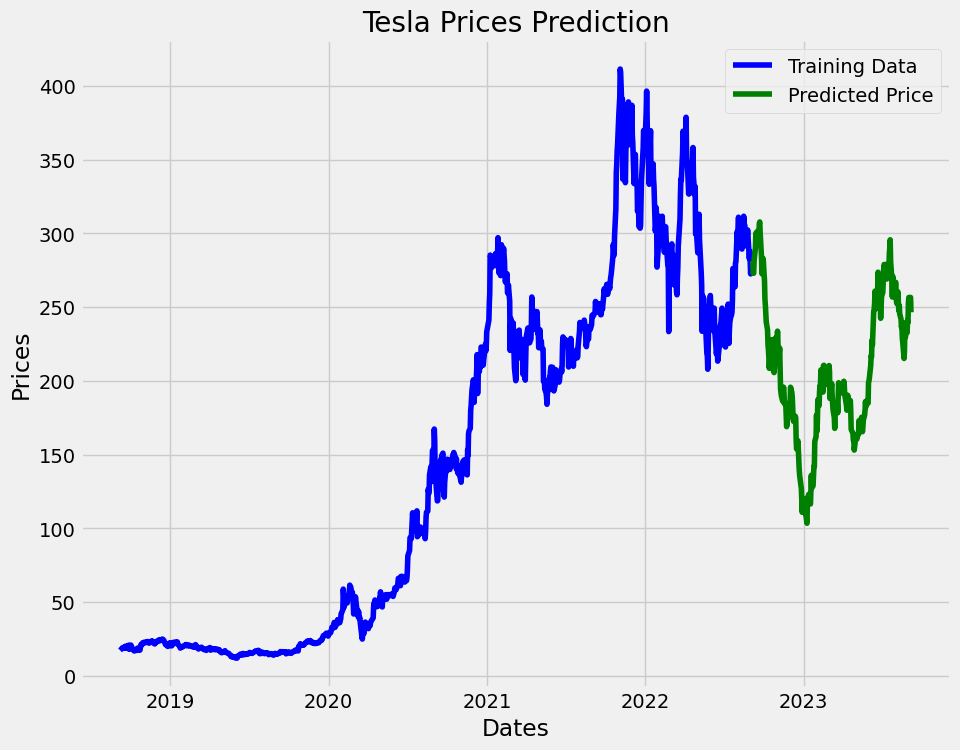 Tesla Prices Prediction
Training Data
Predicted Price
Prices
400
350
300
250
200
150
100
50
0
2019 2020 2021 2022 2023
Dates